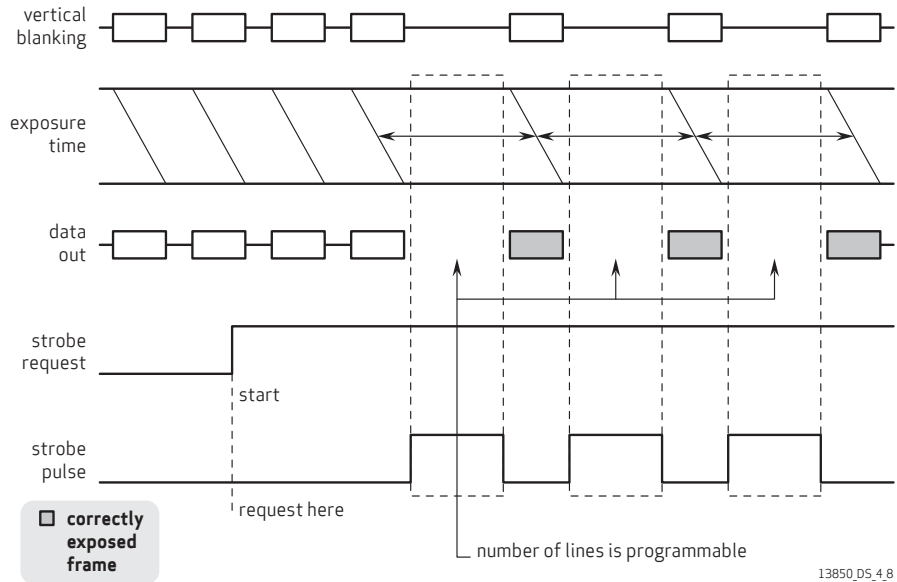 vertical
blanking
exposure
time
data
out
strobe
request
start
strobe
pulse
request here
correctly
exposed
frame
number of lines is programmable
13850_DS_4_8